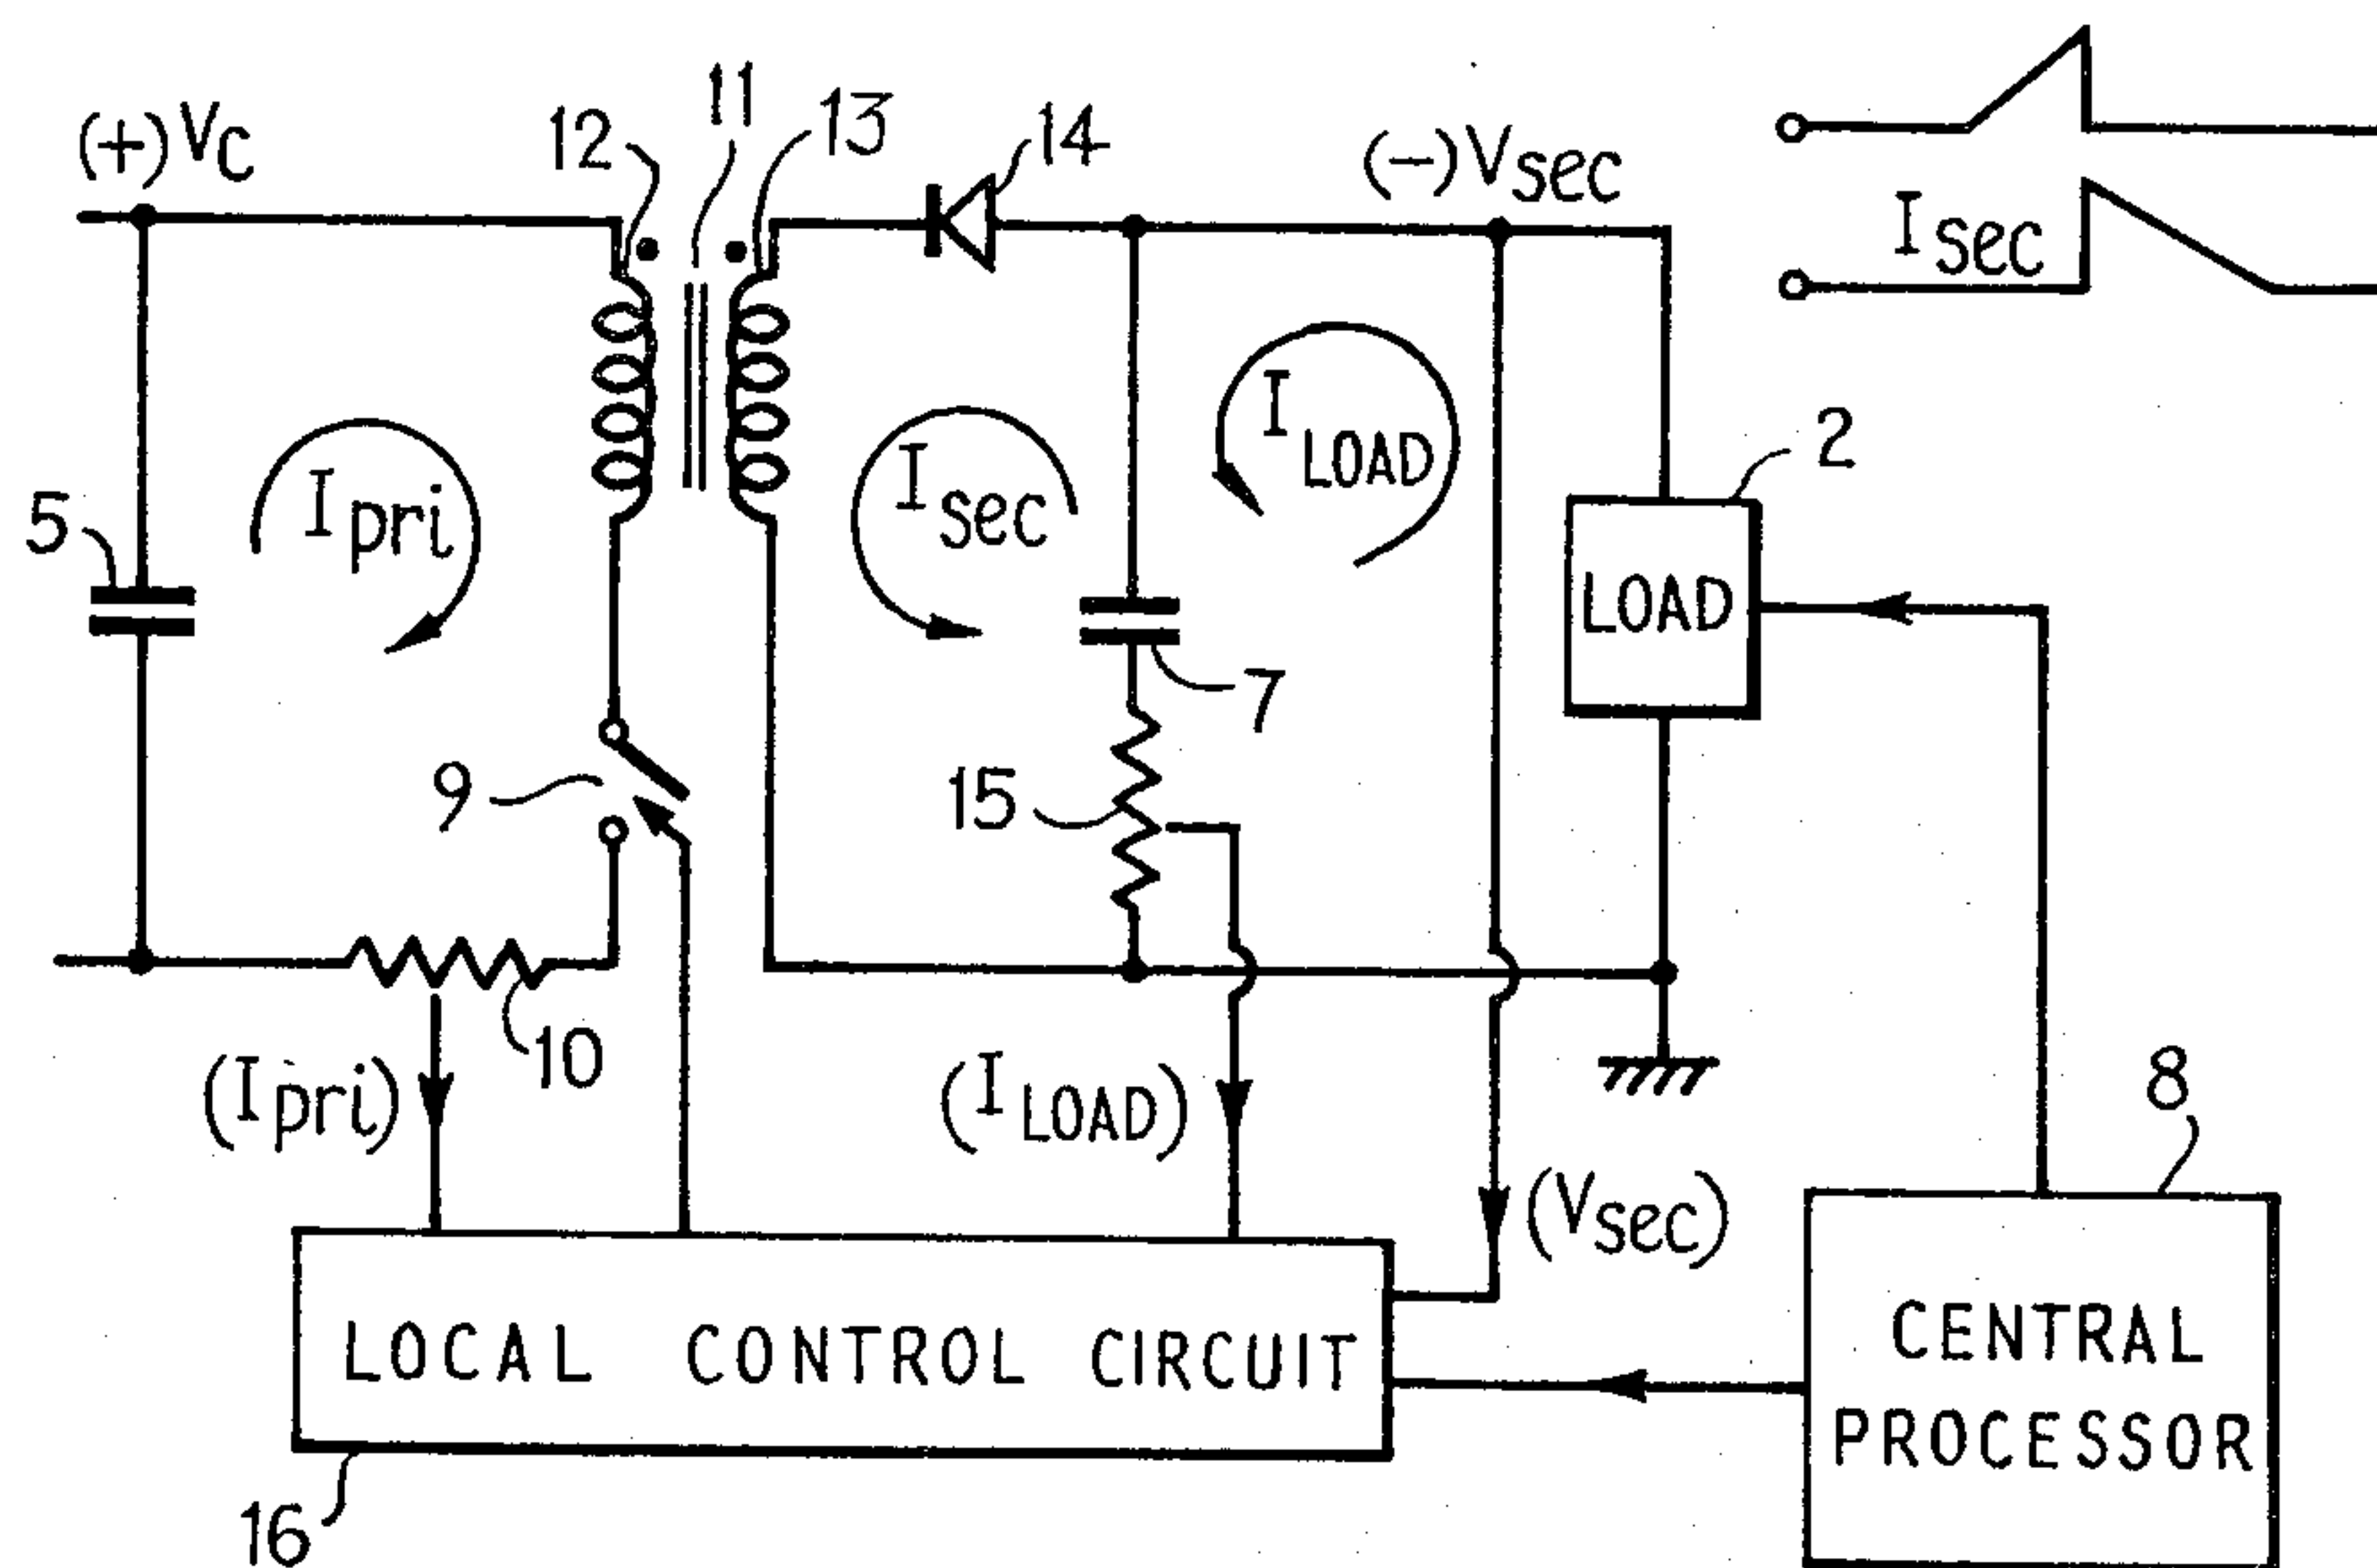 (+)Vc
12
11
13
14
(−)Vsec
Isec
5
Ipri
Isec
ILOAD
2
LOAD
7
9
15
10
(Ipri)
(ILOAD)
(Vsec)
8
LOCAL CONTROL CIRCUIT
CENTRAL
PROCESSOR
16